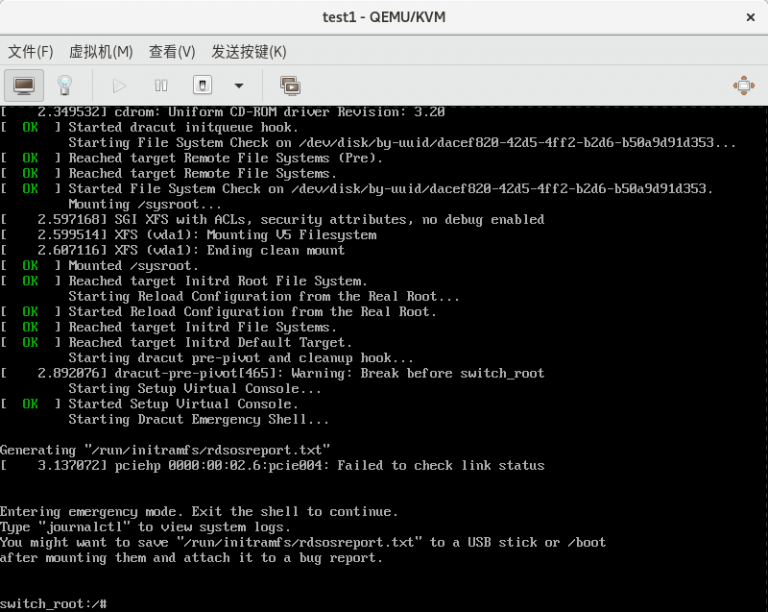 test1 - QEMU/KVM
文件(F) 虚拟机(M) 查看(V) 发送按键(K)
[    2.349532] cdrom: Uniform CD-ROM driver Revision: 3.20
[  OK  ] Started dracut initqueue hook.
         Starting File System Check on /dev/disk/by-uuid/dacef820-42d5-4ff2-b2d6-b50a9d91d353...
[  OK  ] Reached target Remote File Systems (Pre).
[  OK  ] Reached target Remote File Systems.
[  OK  ] Started File System Check on /dev/disk/by-uuid/dacef820-42d5-4ff2-b2d6-b50a9d91d353.
         Mounting /sysroot...
[    2.597168] SGI XFS with ACLs, security attributes, no debug enabled
[    2.599514] XFS (vda1): Mounting V5 Filesystem
[    2.607116] XFS (vda1): Ending clean mount
[  OK  ] Mounted /sysroot.
[  OK  ] Reached target Initrd Root File System.
         Starting Reload Configuration from the Real Root...
[  OK  ] Started Reload Configuration from the Real Root.
[  OK  ] Reached target Initrd File Systems.
[  OK  ] Reached target Initrd Default Target.
         Starting dracut pre-pivot and cleanup hook...
[    2.892076] dracut-pre-pivot[465]: Warning: Break before switch_root
         Starting Setup Virtual Console...
[  OK  ] Started Setup Virtual Console.
         Starting Dracut Emergency Shell...
Generating "/run/initramfs/rdsosreport.txt"
[    3.137072] pciehp 0000:00:02.6:pcie004: Failed to check link status
Entering emergency mode. Exit the shell to continue.
Type "journalctl" to view system logs.
You might want to save "/run/initramfs/rdsosreport.txt" to a USB stick or /boot
after mounting them and attach it to a bug report.
switch_root:/#